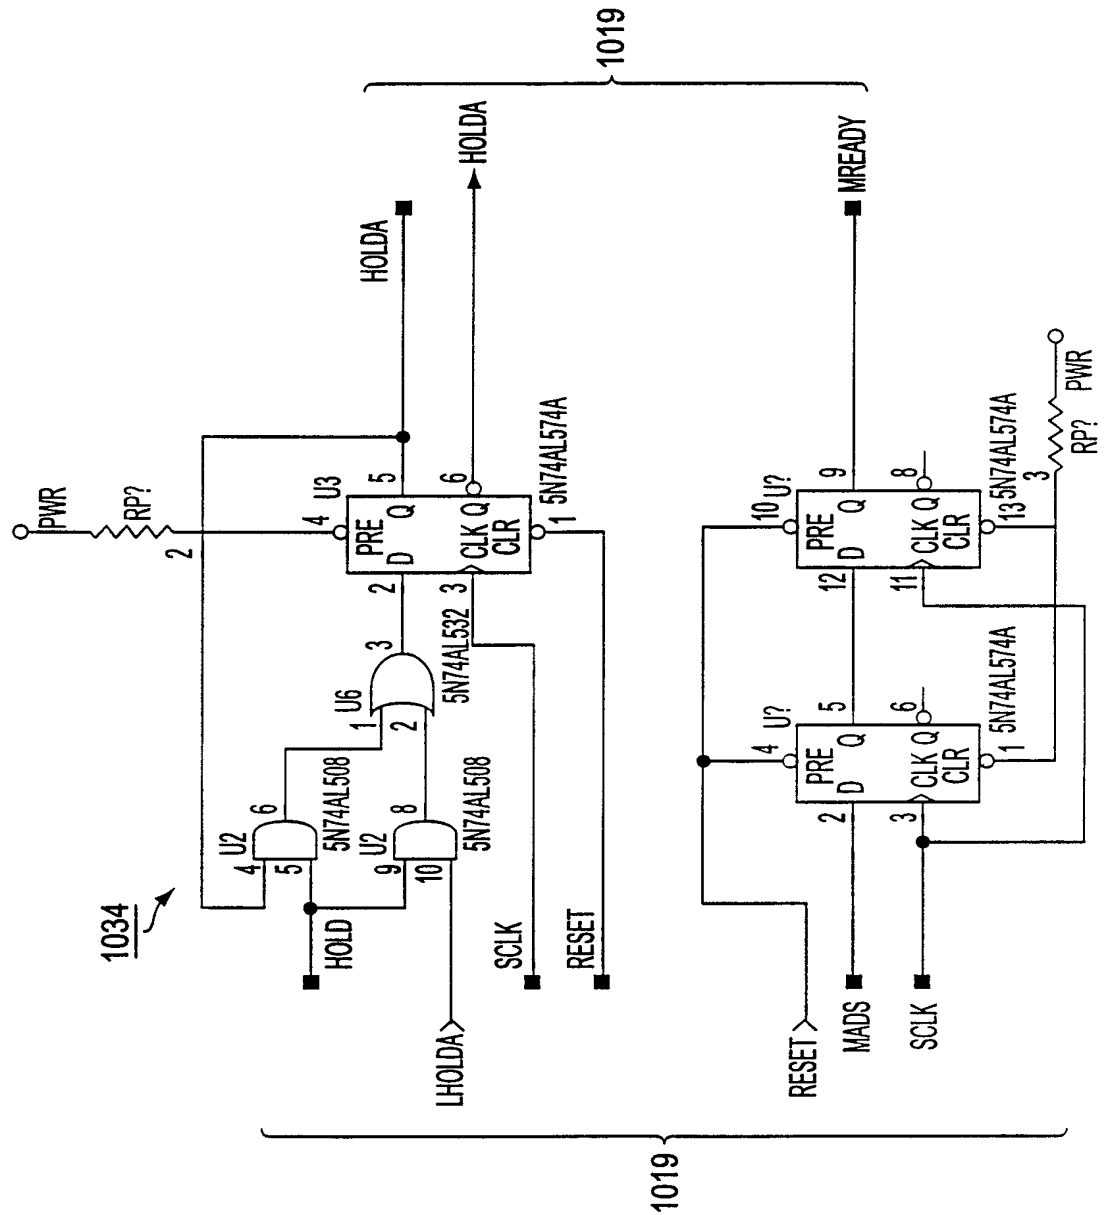 1034
1019
1019
PWR
RP?
2
HOLD
LHOLDA
SCLK
RESET
U2
4
5
6
5N74AL508
U2
9
10
8
5N74AL508
U6
1
2
3
5N74AL532
U3
4
PRE
2
D
Q
5
3
CLK
Q
6
CLR
1
5N74AL574A
HOLDA
HOLDA
RESET
MADS
SCLK
U?
4
PRE
2
D
Q
5
3
CLK
Q
6
CLR
1
5N74AL574A
U?
10
PRE
12
D
Q
9
11
CLK
Q
8
CLR
13
5N74AL574A
MREADY
3
RP?
PWR